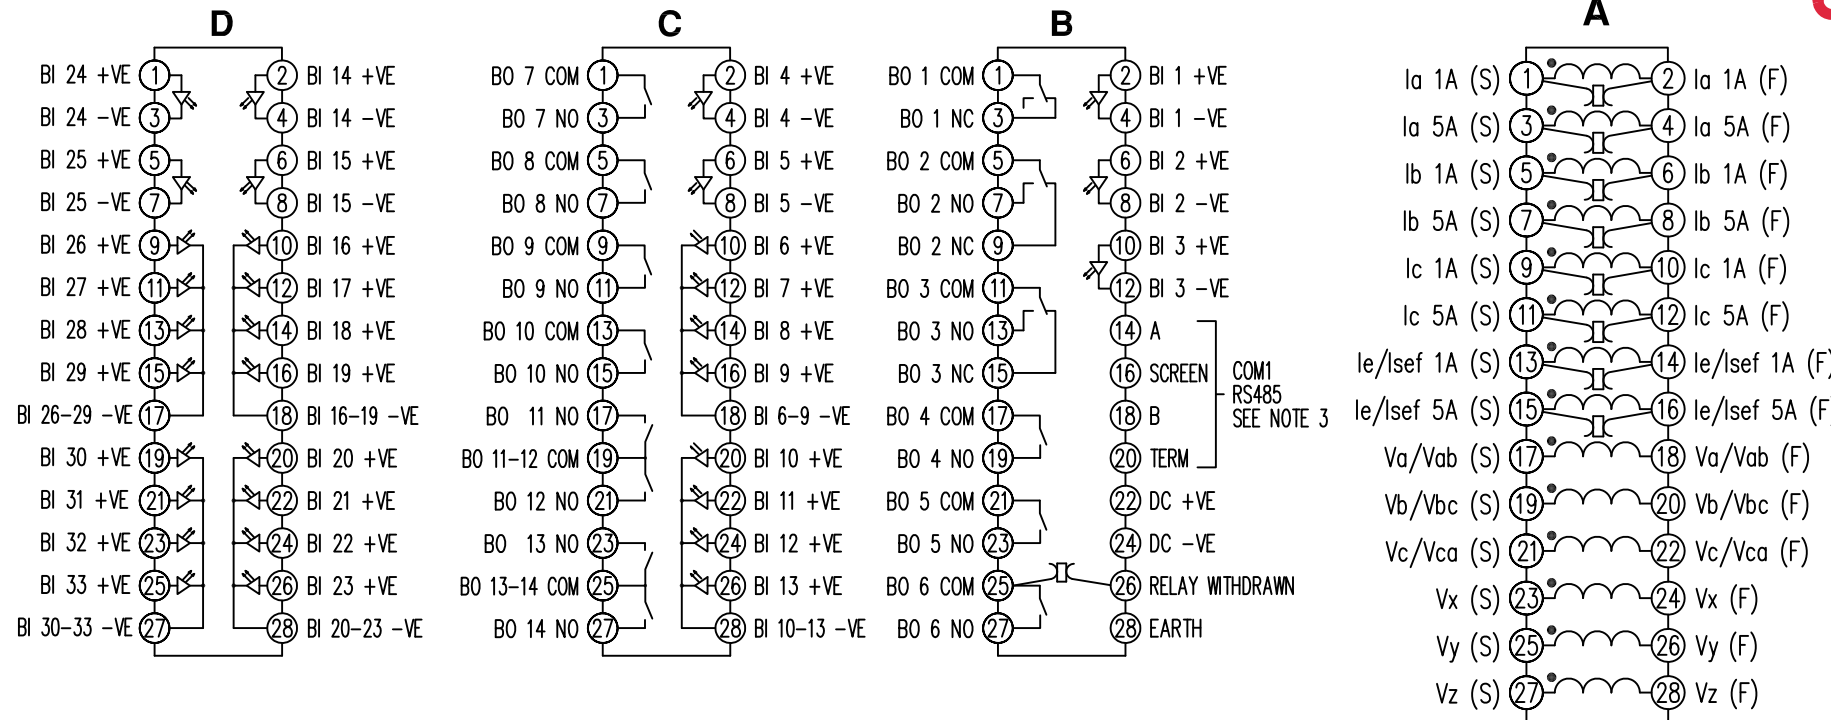 D
BI 24 +VE 1 2 BI 14 +VE
BI 24 -VE 3 4 BI 14 -VE
BI 25 +VE 5 6 BI 15 +VE
BI 25 -VE 7 8 BI 15 -VE
BI 26 +VE 9 10 BI 16 +VE
BI 27 +VE 11 12 BI 17 +VE
BI 28 +VE 13 14 BI 18 +VE
BI 29 +VE 15 16 BI 19 +VE
BI 26-29 -VE 17 18 BI 16-19 -VE
BI 30 +VE 19 20 BI 20 +VE
BI 31 +VE 21 22 BI 21 +VE
BI 32 +VE 23 24 BI 22 +VE
BI 33 +VE 25 26 BI 23 +VE
BI 30-33 -VE 27 28 BI 20-23 -VE
C
BO 7 COM 1 2 BI 4 +VE
BO 7 NO 3 4 BI 4 -VE
BO 8 COM 5 6 BI 5 +VE
BO 8 NO 7 8 BI 5 -VE
BO 9 COM 9 10 BI 6 +VE
BO 9 NO 11 12 BI 7 +VE
BO 10 COM 13 14 BI 8 +VE
BO 10 NO 15 16 BI 9 +VE
BO 11 NO 17 18 BI 6-9 -VE
BO 11-12 COM 19 20 BI 10 +VE
BO 12 NO 21 22 BI 11 +VE
BO 13 NO 23 24 BI 12 +VE
BO 13-14 COM 25 26 BI 13 +VE
BO 14 NO 27 28 BI 10-13 -VE
B
BO 1 COM 1 2 BI 1 +VE
BO 1 NC 3 4 BI 1 -VE
BO 2 COM 5 6 BI 2 +VE
BO 2 NO 7 8 BI 2 -VE
BO 2 NC 9 10 BI 3 +VE
BO 3 COM 11 12 BI 3 -VE
BO 3 NO 13 14 A
BO 3 NC 15 16 SCREEN
BO 4 COM 17 18 B
BO 4 NO 19 20 TERM
COM1
RS485
SEE NOTE 3
BO 5 COM 21 22 DC +VE
BO 5 NO 23 24 DC -VE
BO 6 COM 25 26 RELAY WITHDRAWN
BO 6 NO 27 28 EARTH
A
Ia 1A (S) 1 2 Ia 1A (F)
Ia 5A (S) 3 4 Ia 5A (F)
Ib 1A (S) 5 6 Ib 1A (F)
Ib 5A (S) 7 8 Ib 5A (F)
Ic 1A (S) 9 10 Ic 1A (F)
Ic 5A (S) 11 12 Ic 5A (F)
Ie/Isef 1A (S) 13 14 Ie/Isef 1A (F)
Ie/Isef 5A (S) 15 16 Ie/Isef 5A (F
Va/Vab (S) 17 18 Va/Vab (F)
Vb/Vbc (S) 19 20 Vb/Vbc (F)
Vc/Vca (S) 21 22 Vc/Vca (F)
Vx (S) 23 24 Vx (F)
Vy (S) 25 26 Vy (F)
Vz (S) 27 28 Vz (F)